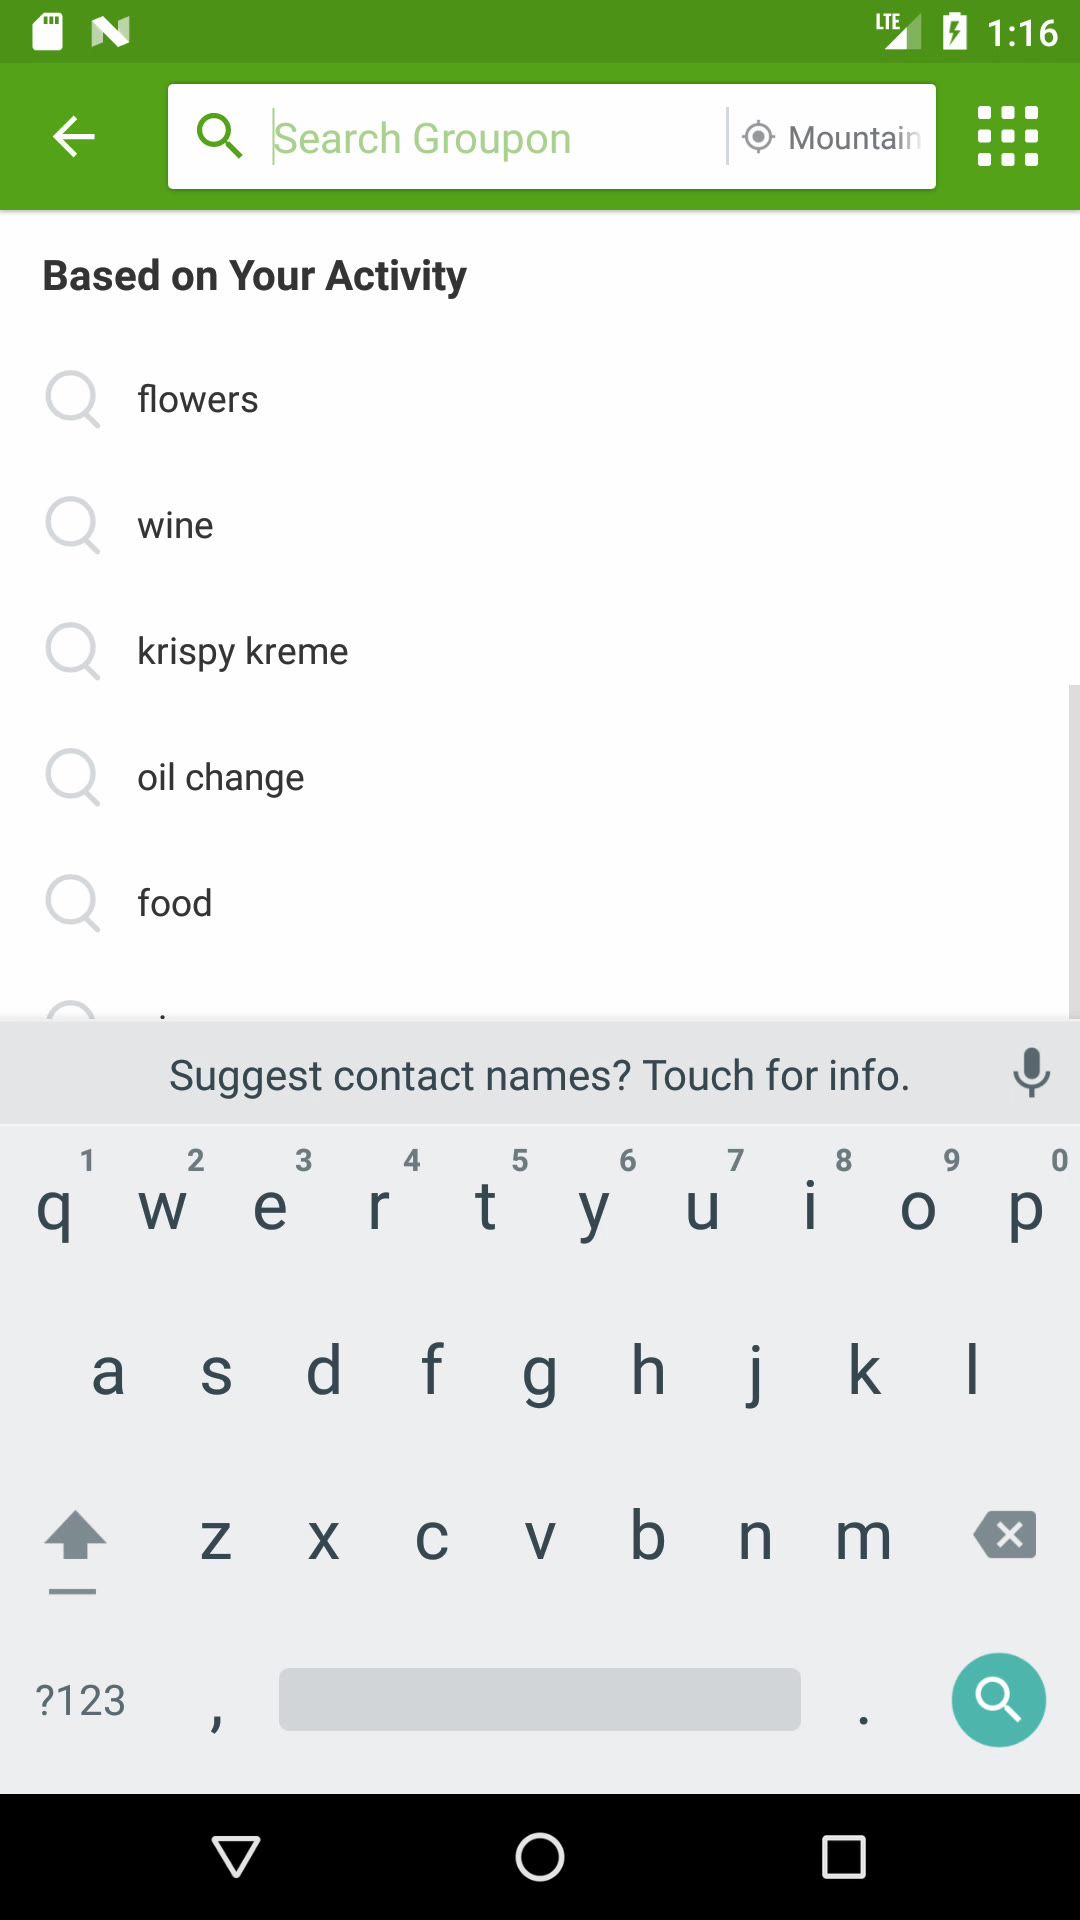 LTE 1:16
Search Groupon Mountain
Based on Your Activity
flowers
wine
krispy kreme
oil change
food
Suggest contact names? Touch for info.
1 2 3 4 5 6 7 8 9 0
q w e r t y u i o p
a s d f g h j k l
z x c v b n m
?123 , .